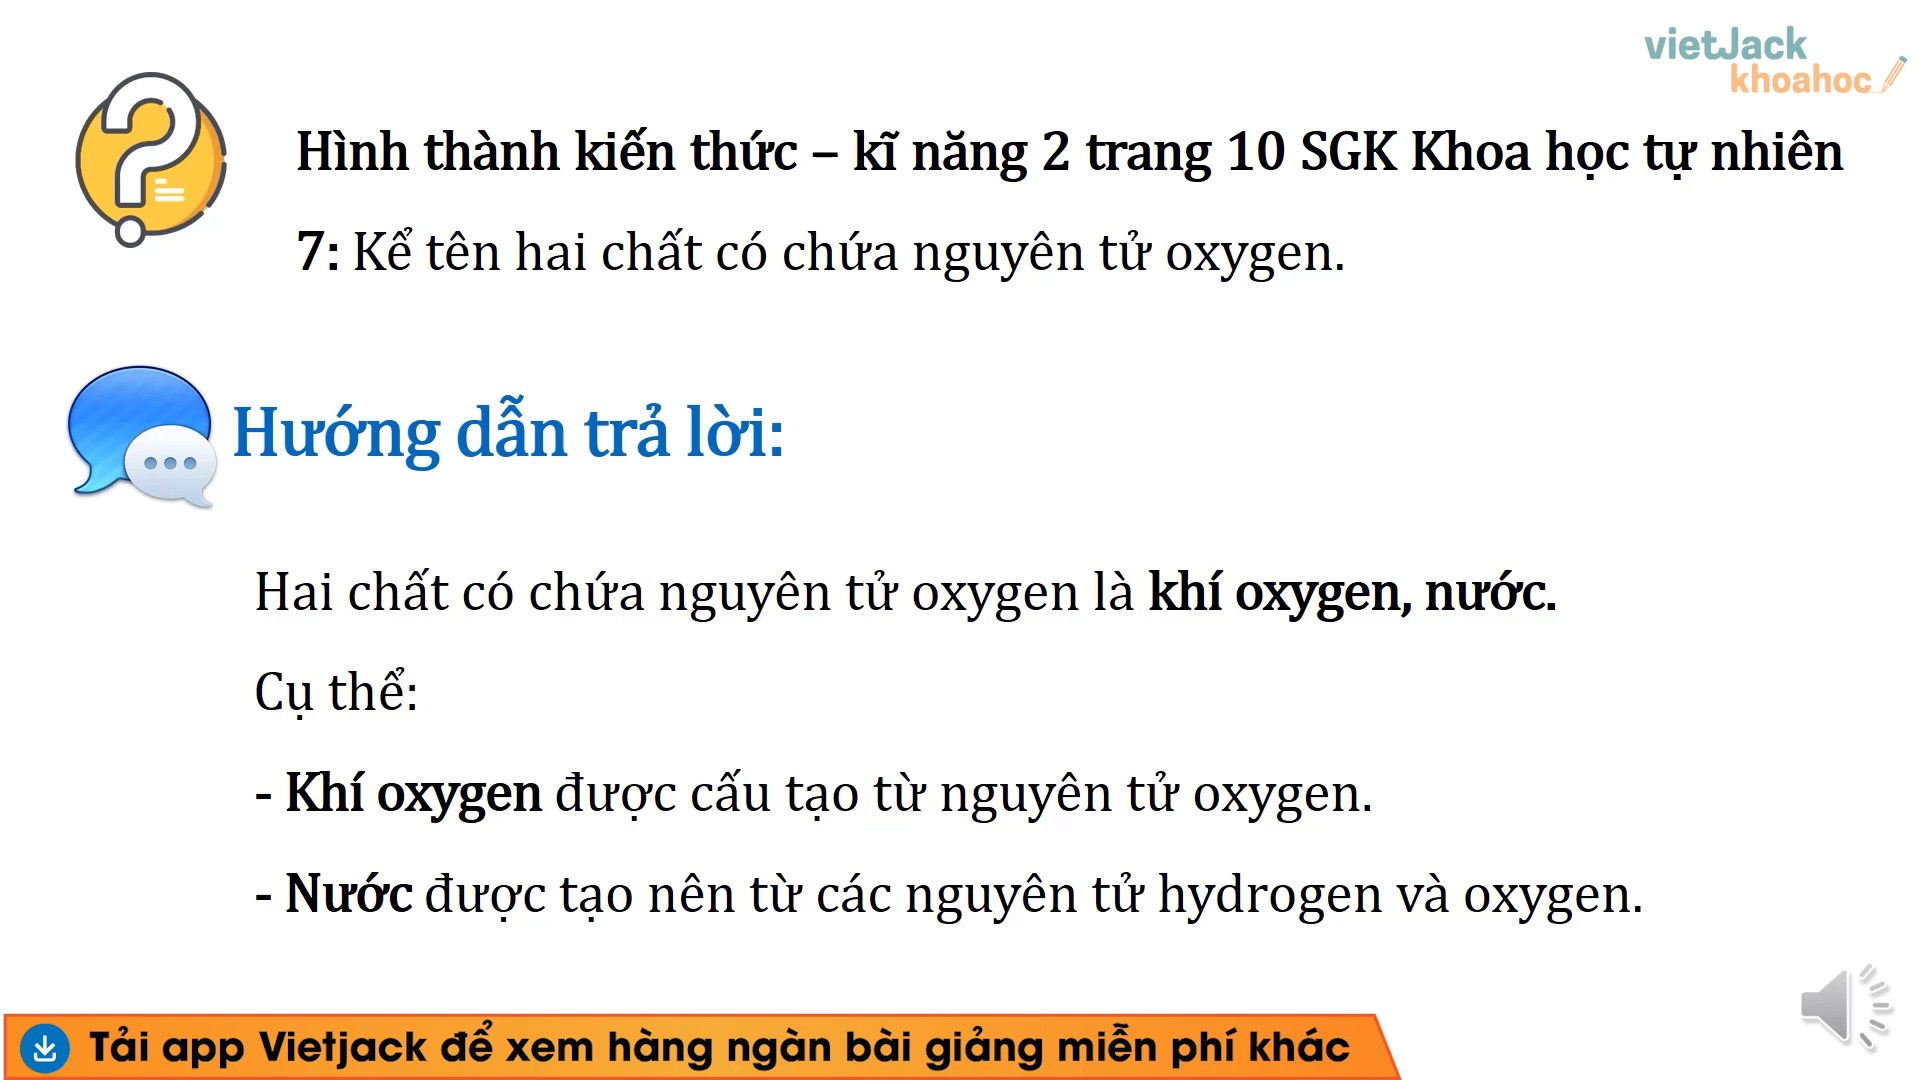 vietJack
khoahoc
Hình thành kiến thức – kĩ năng 2 trang 10 SGK Khoa học tự nhiên
7: Kể tên hai chất có chứa nguyên tử oxygen.
Hướng dẫn trả lời:
Hai chất có chứa nguyên tử oxygen là khí oxygen, nước.
Cụ thể:
- Khí oxygen được cấu tạo từ nguyên tử oxygen.
- Nước được tạo nên từ các nguyên tử hydrogen và oxygen.
Tải app Vietjack để xem hàng ngàn bài giảng miễn phí khác